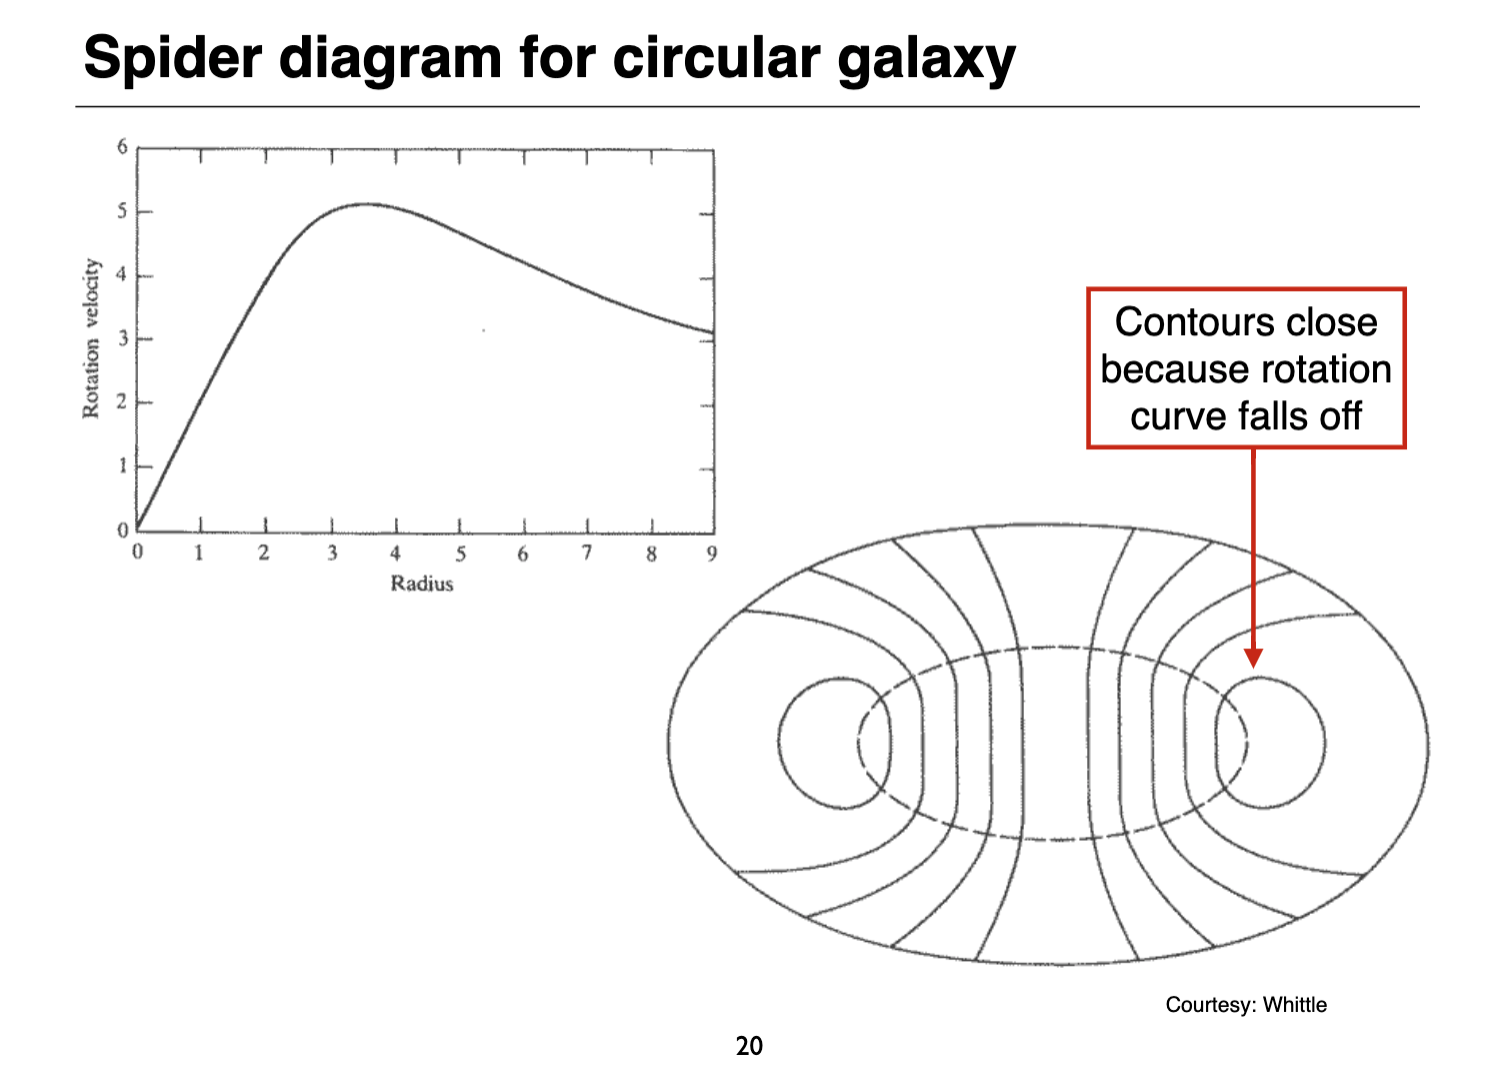 Spider diagram for circular galaxy
6
5
4
3
2
1
0
Rotation velocity
0 1 2 3 4 5 6 7 8 9
Radius
Contours close
because rotation
curve falls off
Courtesy: Whittle
20